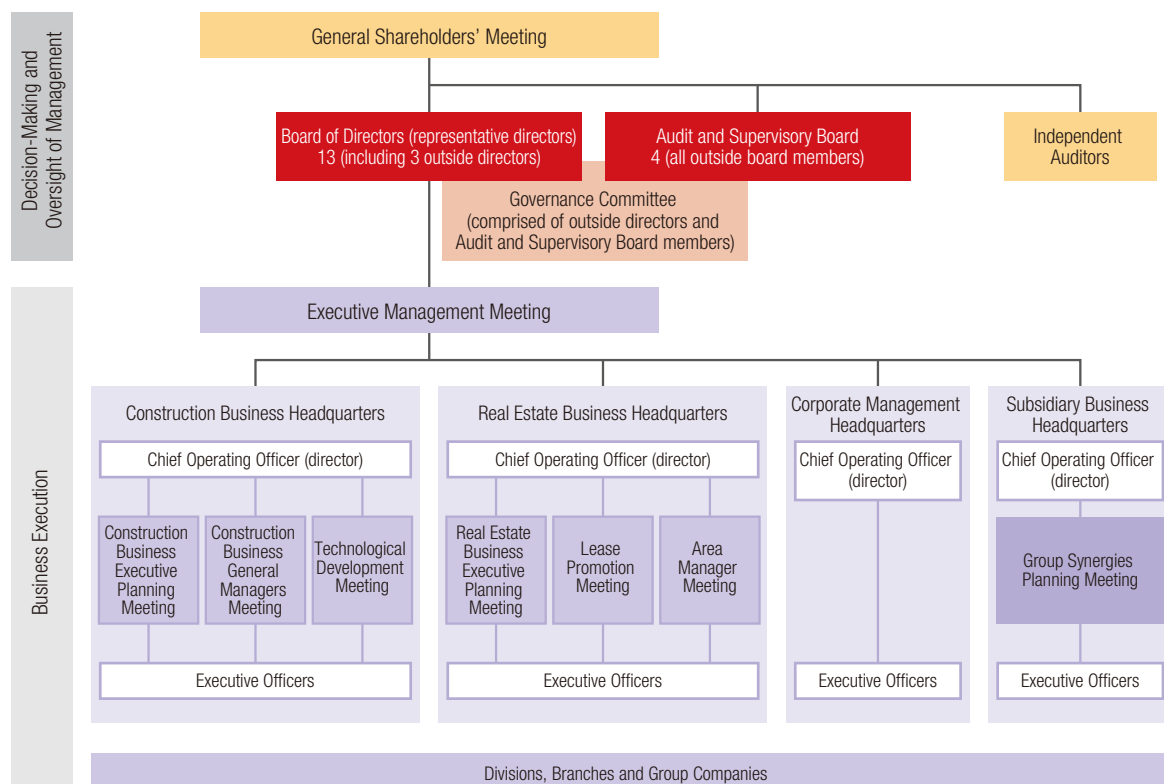 Decision-Making and
Oversight of Management
General Shareholders’ Meeting
Board of Directors (representative directors)
13 (including 3 outside directors)
Audit and Supervisory Board
4 (all outside board members)
Independent
Auditors
Governance Committee
(comprised of outside directors and
Audit and Supervisory Board members)
Business Execution
Executive Management Meeting
Construction Business Headquarters
Chief Operating Officer (director)
Construction
Business
Executive
Planning
Meeting
Construction
Business
General
Managers
Meeting
Technological
Development
Meeting
Executive Officers
Real Estate Business Headquarters
Chief Operating Officer (director)
Real Estate
Business
Executive
Planning
Meeting
Lease
Promotion
Meeting
Area
Manager
Meeting
Executive Officers
Corporate Management
Headquarters
Chief Operating Officer
(director)
Executive Officers
Subsidiary Business
Headquarters
Chief Operating Officer
(director)
Group Synergies
Planning Meeting
Executive Officers
Divisions, Branches and Group Companies